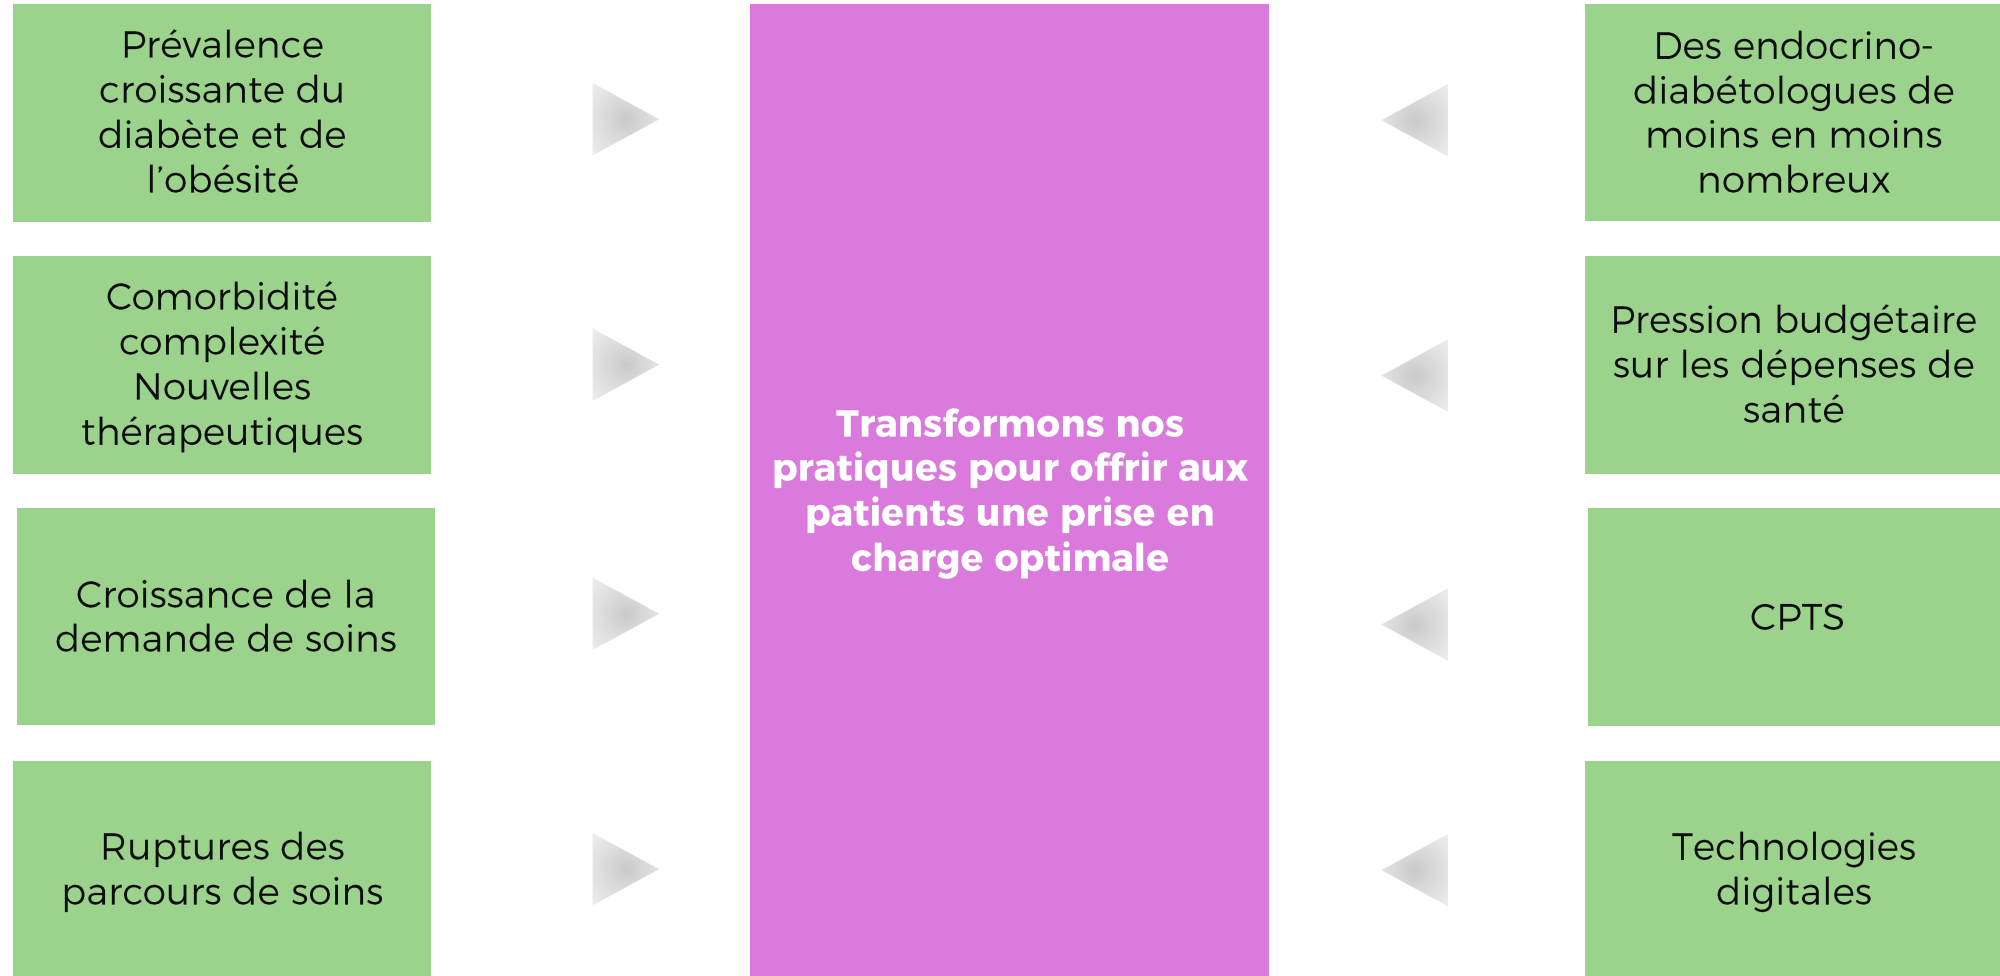 Prévalence
croissante du
diabète et de
l’obésité
Comorbidité
complexité
Nouvelles
thérapeutiques
Croissance de la
demande de soins
Ruptures des
parcours de soins
Transformons nos
pratiques pour offrir aux
patients une prise en
charge optimale
Des endocrino-
diabétologues de
moins en moins
nombreux
Pression budgétaire
sur les dépenses de
santé
CPTS
Technologies
digitales